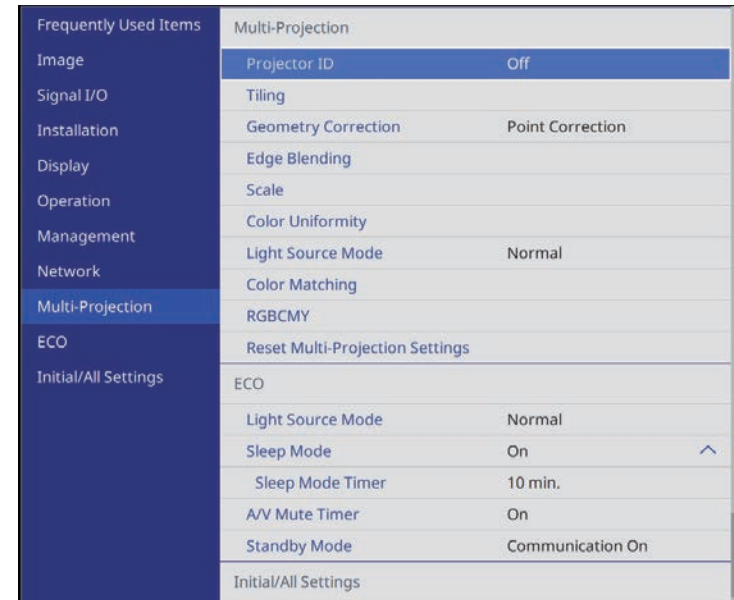 Frequently Used Items
Image
Signal I/O
Installation
Display
Operation
Management
Network
Multi-Projection
ECO
Initial/All Settings
Multi-Projection
Projector ID Off
Tiling
Geometry Correction Point Correction
Edge Blending
Scale
Color Uniformity
Light Source Mode Normal
Color Matching
RGBCMY
Reset Multi-Projection Settings
ECO
Light Source Mode Normal
Sleep Mode On
Sleep Mode Timer 10 min.
A/V Mute Timer On
Standby Mode Communication On
Initial/All Settings